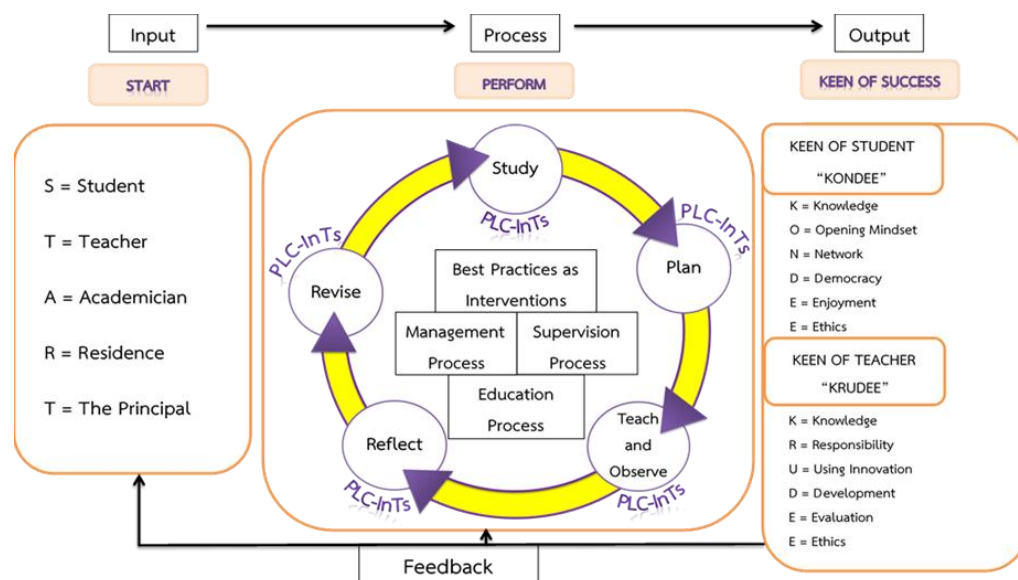 Input
Process
Output
START
PERFORM
KEEN OF SUCCESS
S = Student
T = Teacher
A = Academician
R = Residence
T = The Principal
Study
PLC-InTs
Plan
PLC-InTs
Teach
and
Observe
PLC-InTs
Reflect
PLC-InTs
Revise
PLC-InTs
Best Practices as
Interventions
Management
Process
Supervision
Process
Education
Process
KEEN OF STUDENT
“KONDEE”
K = Knowledge
O = Opening Mindset
N = Network
D = Democracy
E = Enjoyment
E = Ethics
KEEN OF TEACHER
“KRUDEE”
K = Knowledge
R = Responsibility
U = Using Innovation
D = Development
E = Evaluation
E = Ethics
Feedback